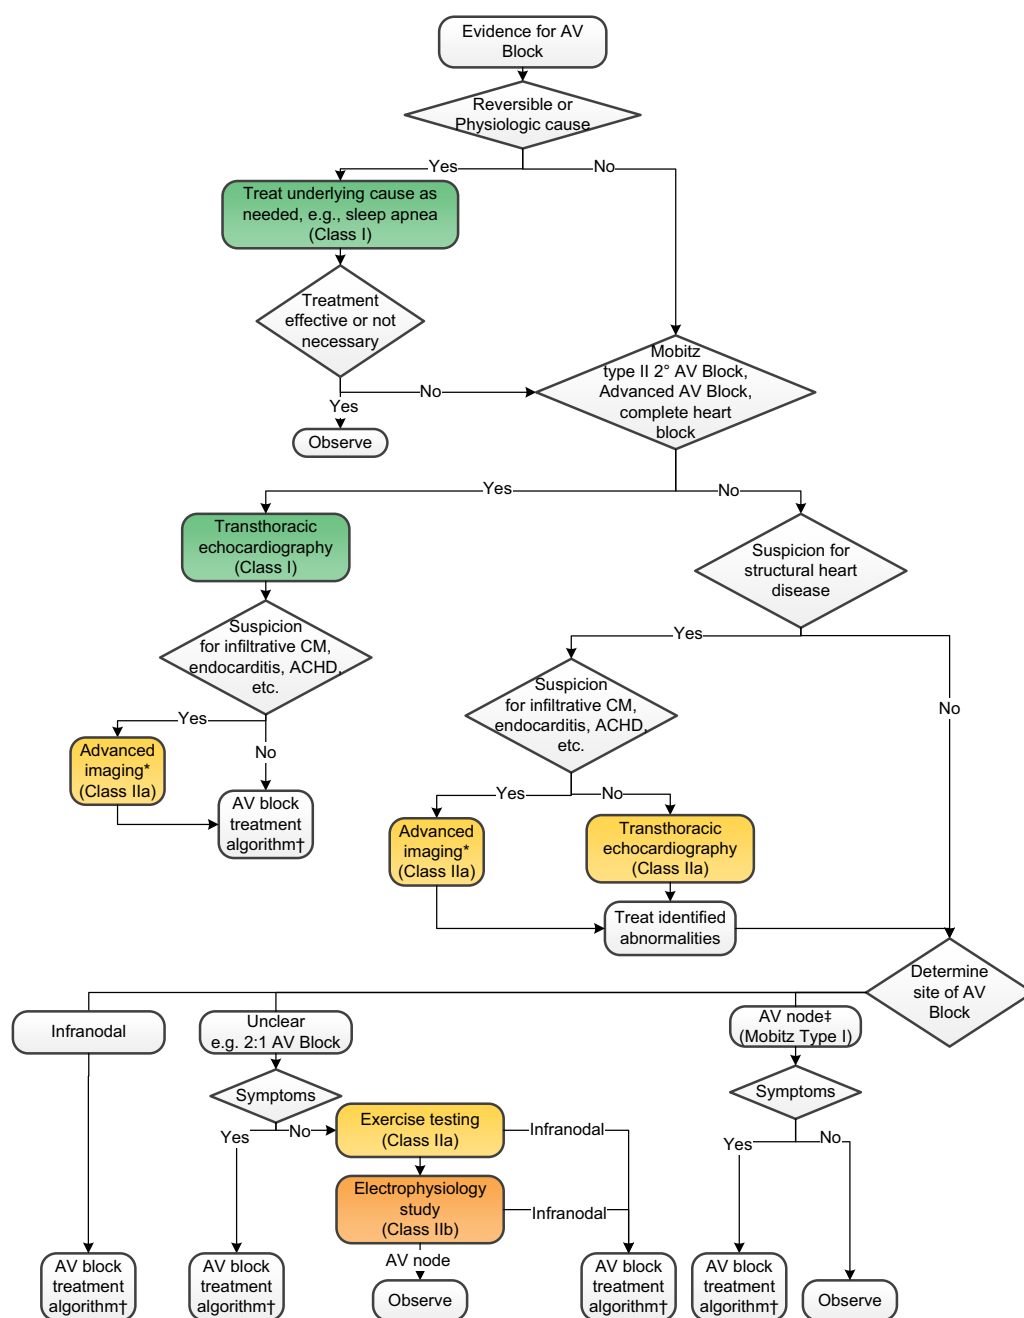 Evidence for AV
Block
Reversible or
Physiologic cause
Yes
No
Treat underlying cause as
needed, e.g., sleep apnea
(Class I)
Treatment
effective or not
necessary
No
Yes
Observe
Mobitz
type II 2° AV Block,
Advanced AV Block,
complete heart
block
Yes
No
Transthoracic
echocardiography
(Class I)
Suspicion for
structural heart
disease
Suspicion
for infiltrative CM,
endocarditis, ACHD,
etc.
Yes
No
Advanced
imaging*
(Class IIa)
AV block
treatment
algorithm†
Yes
No
Suspicion
for infiltrative CM,
endocarditis, ACHD,
etc.
Yes
No
Advanced
imaging*
(Class IIa)
Transthoracic
echocardiography
(Class IIa)
Treat identified
abnormalities
Determine
site of AV
Block
Infranodal
Unclear
e.g. 2:1 AV Block
AV node‡
(Mobitz Type I)
Symptoms
Yes
No
Exercise testing
(Class IIa)
Infranodal
Electrophysiology
study
(Class IIb)
Infranodal
AV node
Symptoms
Yes
No
AV block
treatment
algorithm†
AV block
treatment
algorithm†
Observe
AV block
treatment
algorithm†
AV block
treatment
algorithm†
Observe